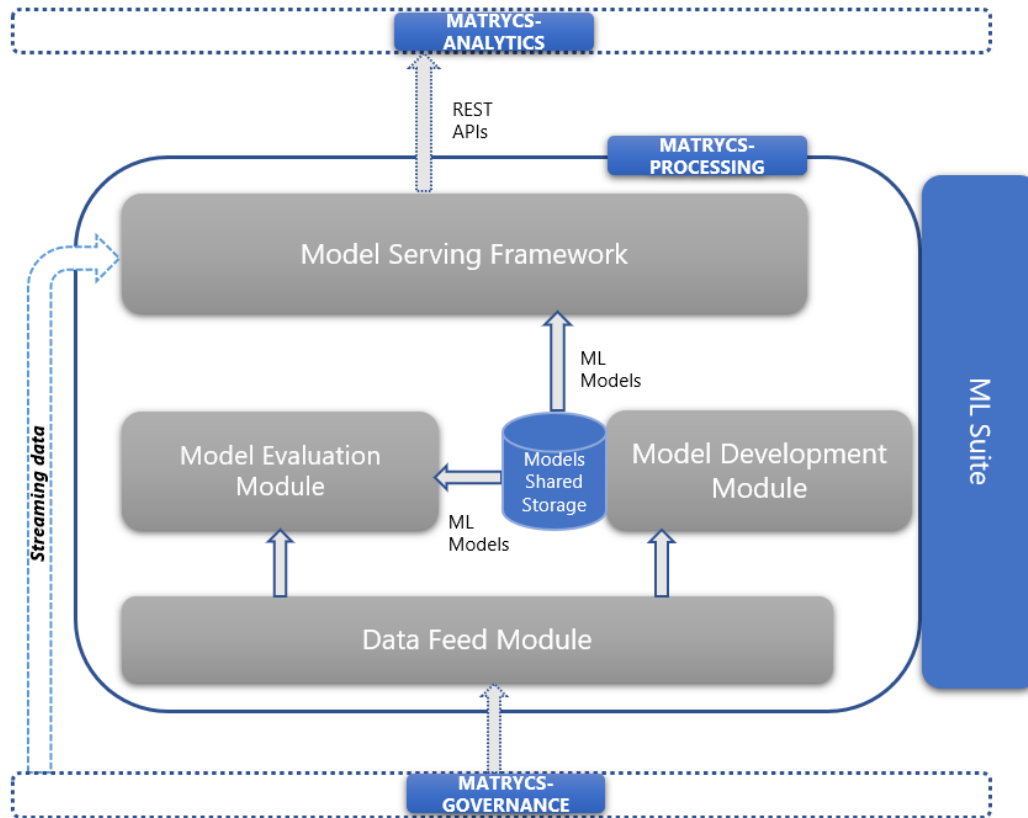 MATRYCS-
ANALYTICS
REST
APIs
MATRYCS-
PROCESSING
Model Serving Framework
ML
Models
Model Evaluation
Module
Models
Shared
Storage
Model Development
Module
ML
Models
ML Suite
Streaming data
Data Feed Module
MATRYCS-
GOVERNANCE